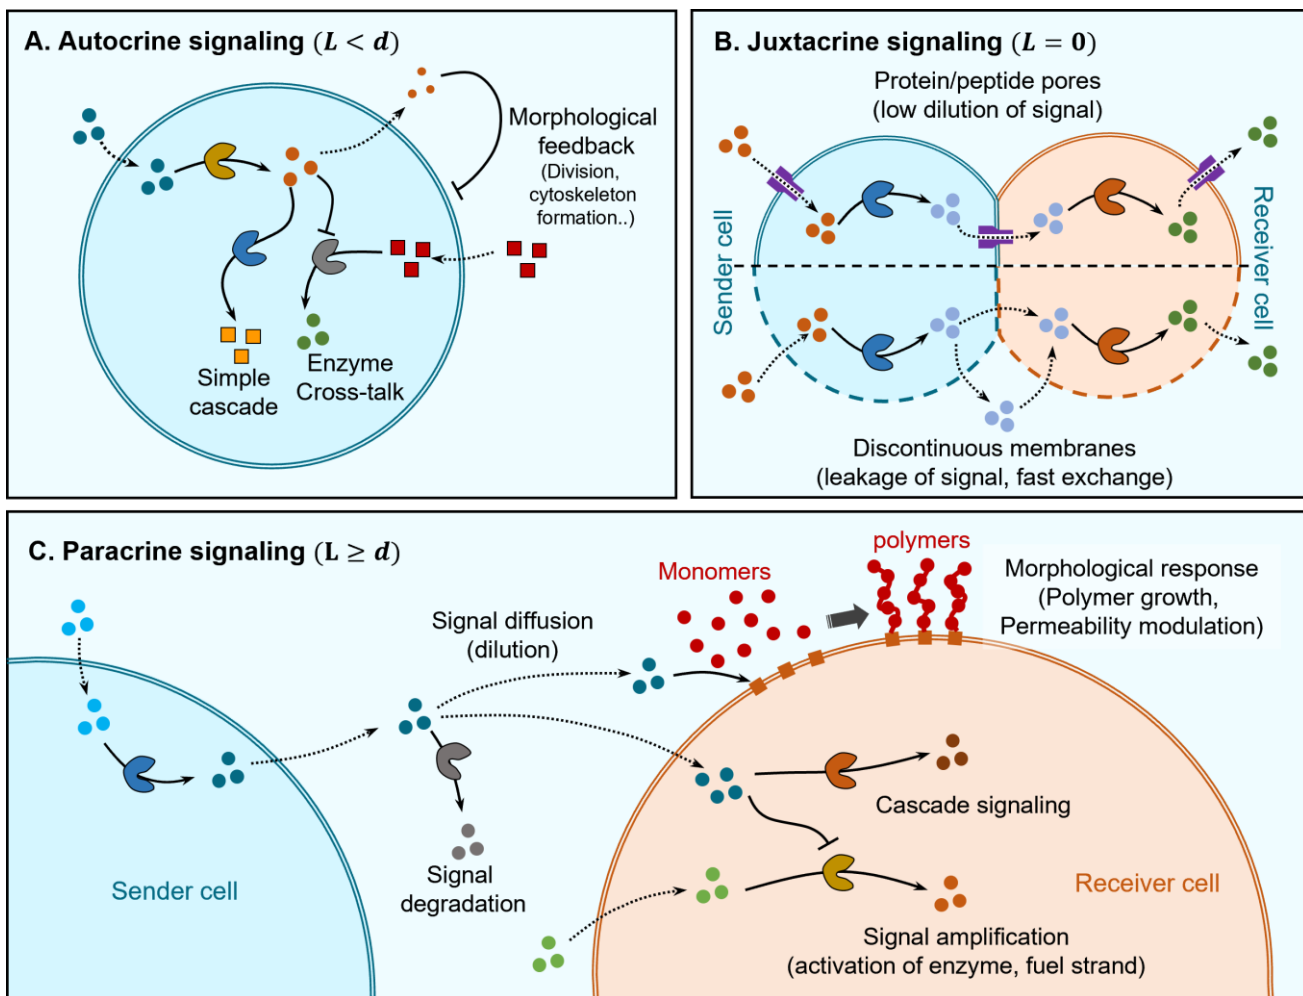 A. Autocrine signaling (L < d)
Morphological
feedback
(Division,
cytoskeleton
formation..)
Simple
cascade
Enzyme
Cross-talk
B. Juxtacrine signaling (L = 0)
Protein/peptide pores
(low dilution of signal)
Sender cell
Receiver cell
Discontinuous membranes
(leakage of signal, fast exchange)
C. Paracrine signaling (L ≥ d)
Monomers
polymers
Morphological response
(Polymer growth,
Permeability modulation)
Signal diffusion
(dilution)
Cascade signaling
Signal
degradation
Sender cell
Receiver cell
Signal amplification
(activation of enzyme, fuel strand)